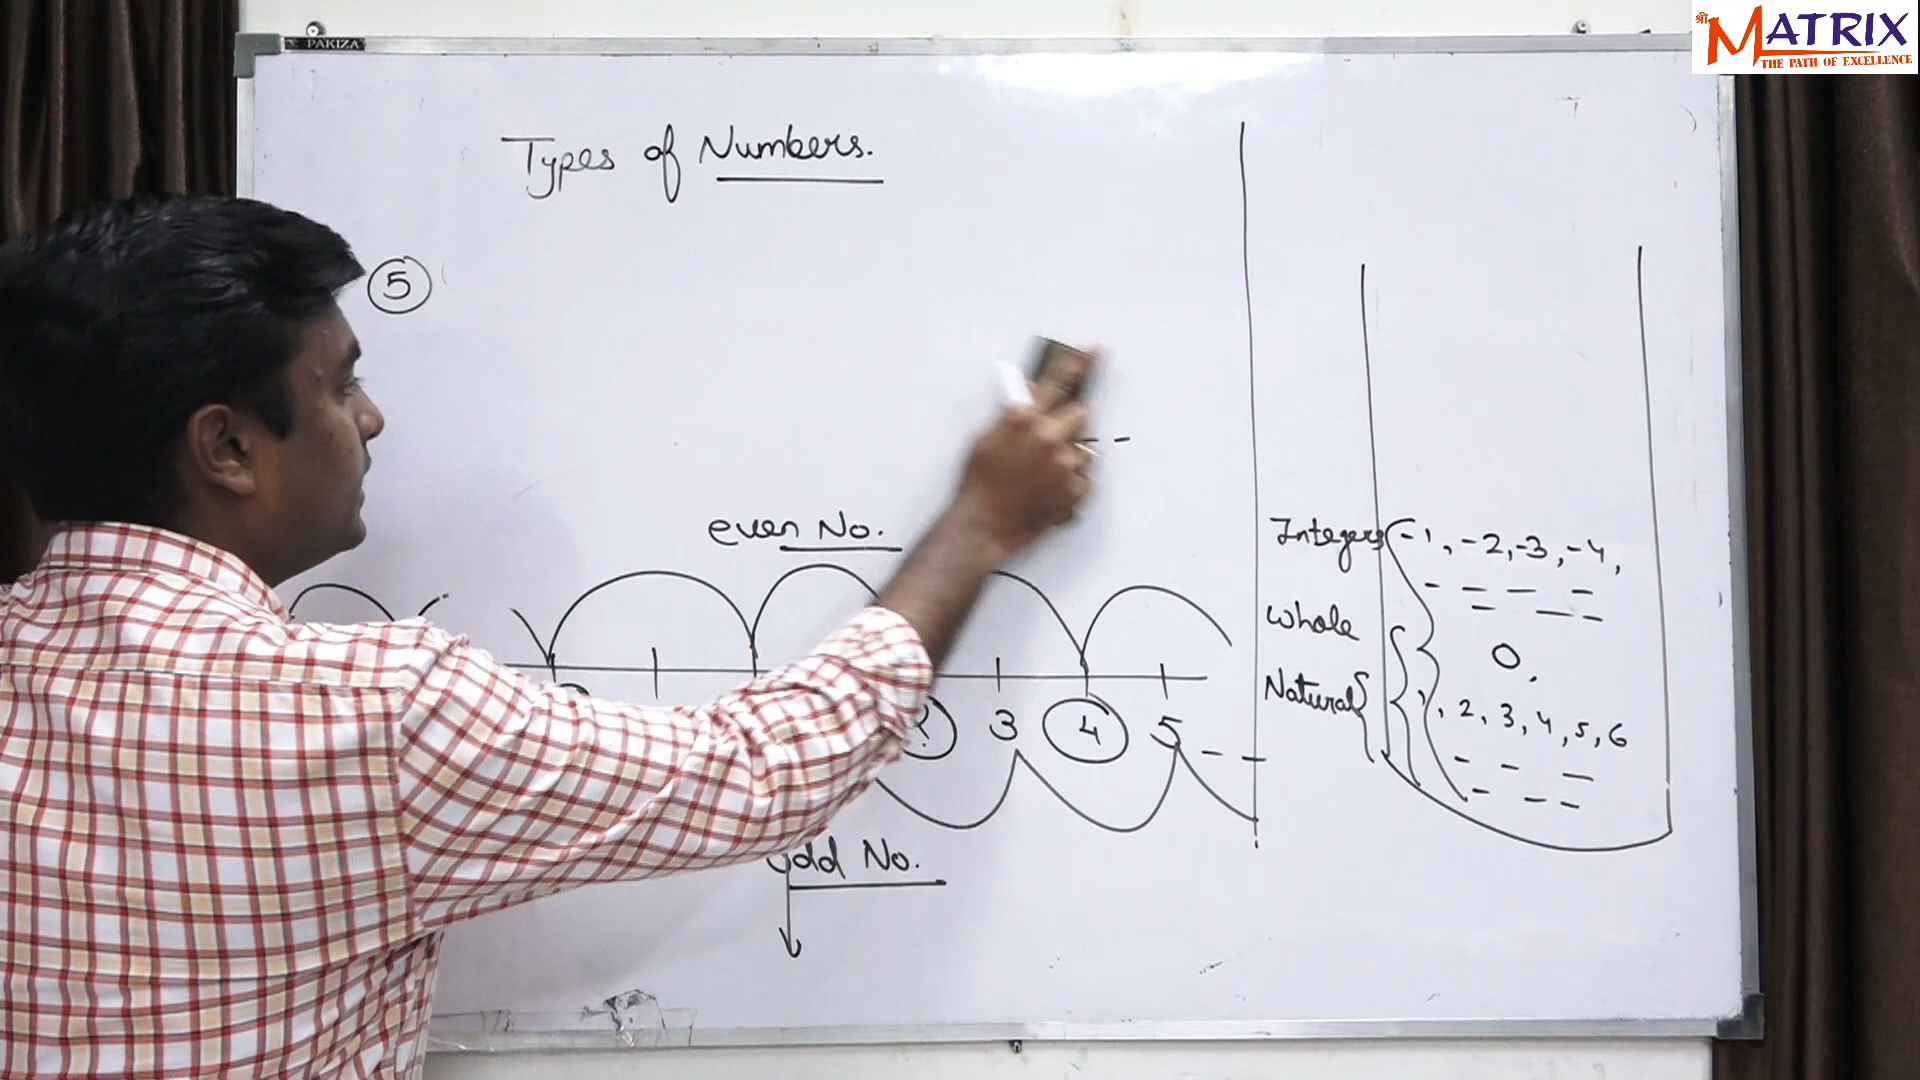 PAKIZA
श्री MATRIX
THE PATH OF EXCELLENCE
Types of Numbers.
5
even No.
3 4 5 - -
odd No.
Integers -1, -2, -3, -4,
Whole 0,
Natural 1, 2, 3, 4, 5, 6